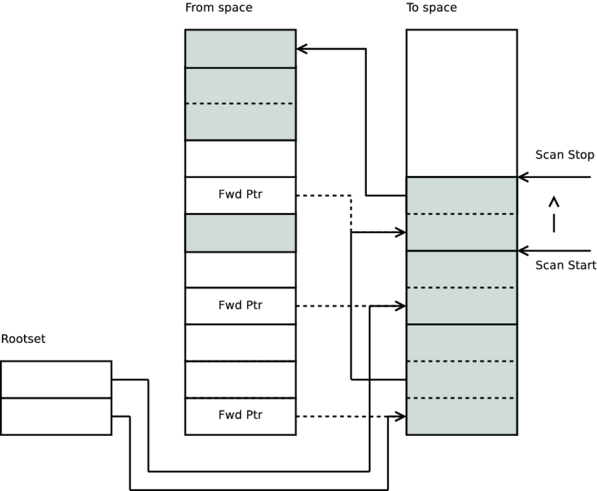 From space
To space
Scan Stop
Fwd Ptr
Scan Start
Fwd Ptr
Rootset
Fwd Ptr